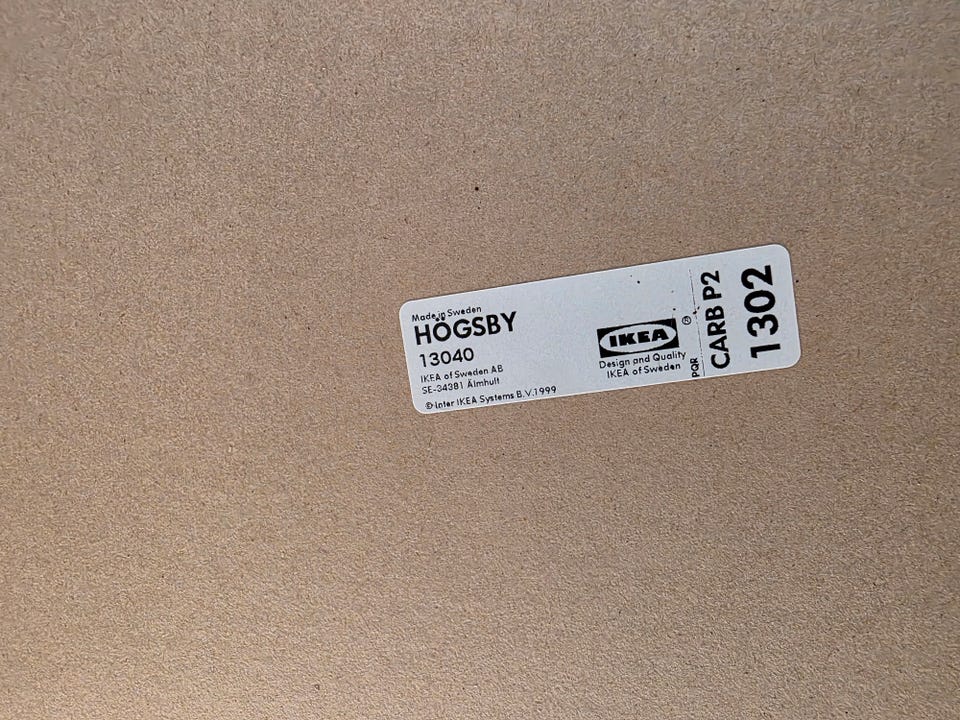 Made in Sweden
HÖGSBY
13040
IKEA of Sweden AB
SE-34381 Älmhult
© Inter IKEA Systems B.V.1999
IKEA ®
Design and Quality
IKEA of Sweden
PQR
CARB P2
1302